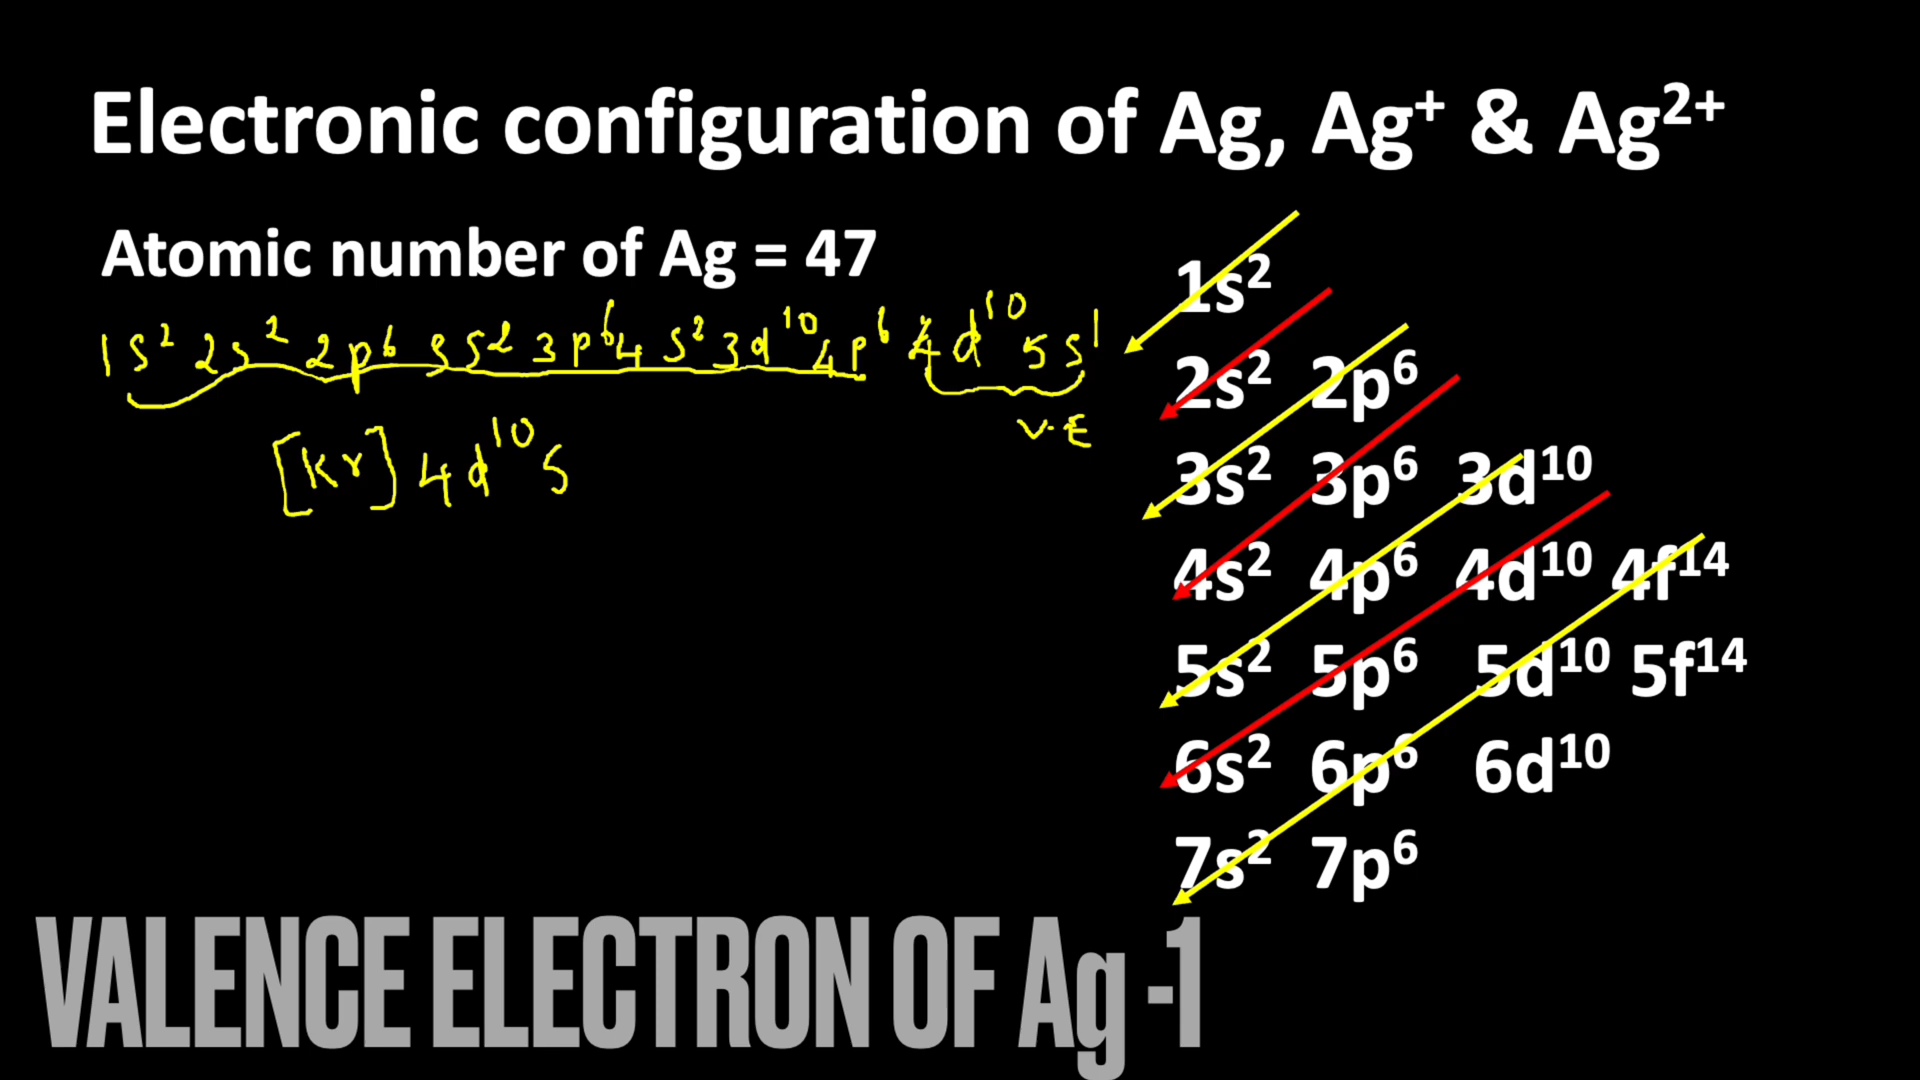 Electronic configuration of Ag, Ag⁺ & Ag²⁺
Atomic number of Ag = 47
1s² 2s² 2p⁶ 3s² 3p⁶ 4s² 3d¹⁰ 4p⁶ 4d¹⁰ 5s¹
V.E
[Kr] 4d¹⁰ 5
1s²
2s² 2p⁶
3s² 3p⁶ 3d¹⁰
4s² 4p⁶ 4d¹⁰ 4f¹⁴
5s² 5p⁶ 5d¹⁰ 5f¹⁴
6s² 6p⁶ 6d¹⁰
7s² 7p⁶
VALENCE ELECTRON OF Ag -1